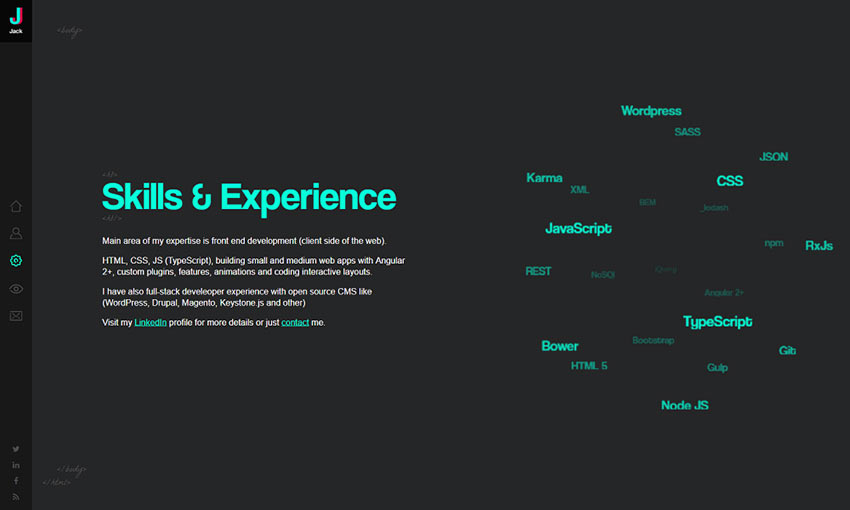 J
Jack
<body>
<h1>
Skills & Experience
<h1/>
Main area of my expertise is front end development (client side of the web).
HTML, CSS, JS (TypeScript), building small and medium web apps with Angular
2+, custom plugins, features, animations and coding interactive layouts.
I have also full-stack develeoper experience with open source CMS like
(WordPress, Drupal, Magento, Keystone.js and other)
Visit my LinkedIn profile for more details or just contact me.
Wordpress
SASS
JSON
Karma
CSS
XML
BEM
_lodash
JavaScript
npm
RxJs
REST
NoSQl
jQuery
Angular 2+
TypeScript
Bootstrap
Bower
Git
HTML 5
Gulp
Node JS
</body>
</html>